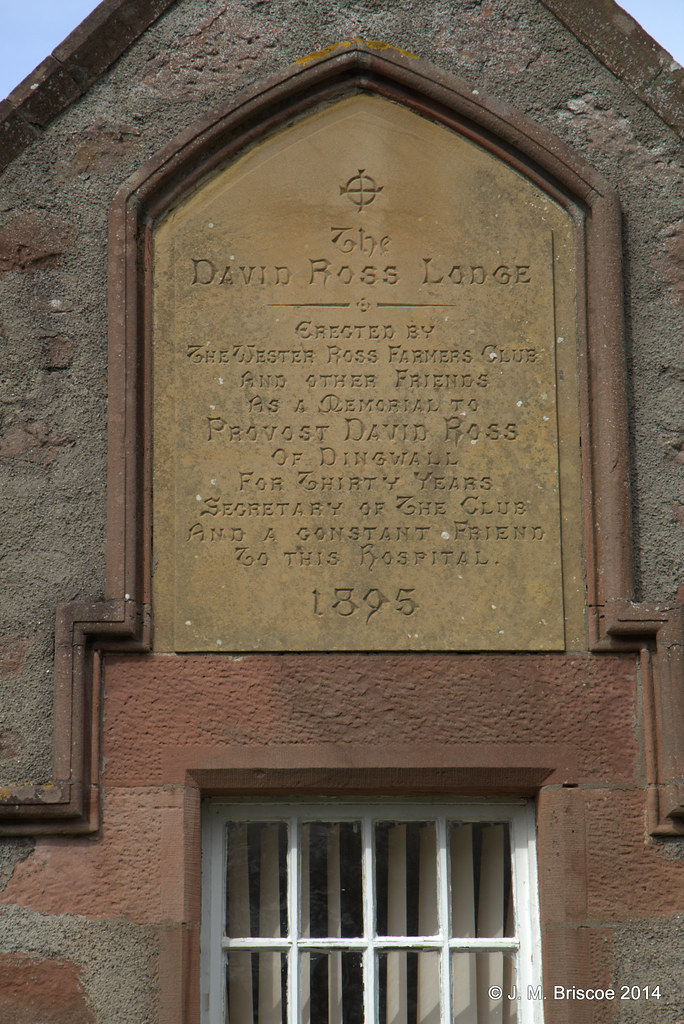 The
David Ross Lodge
Erected by
The Wester Ross Farmers Club
And other Friends
As a Memorial to
Provost David Ross
Of Dingwall
For Thirty Years
Secretary of The Club
And a constant Friend
To this Hospital.
1895
© J. M. Briscoe 2014